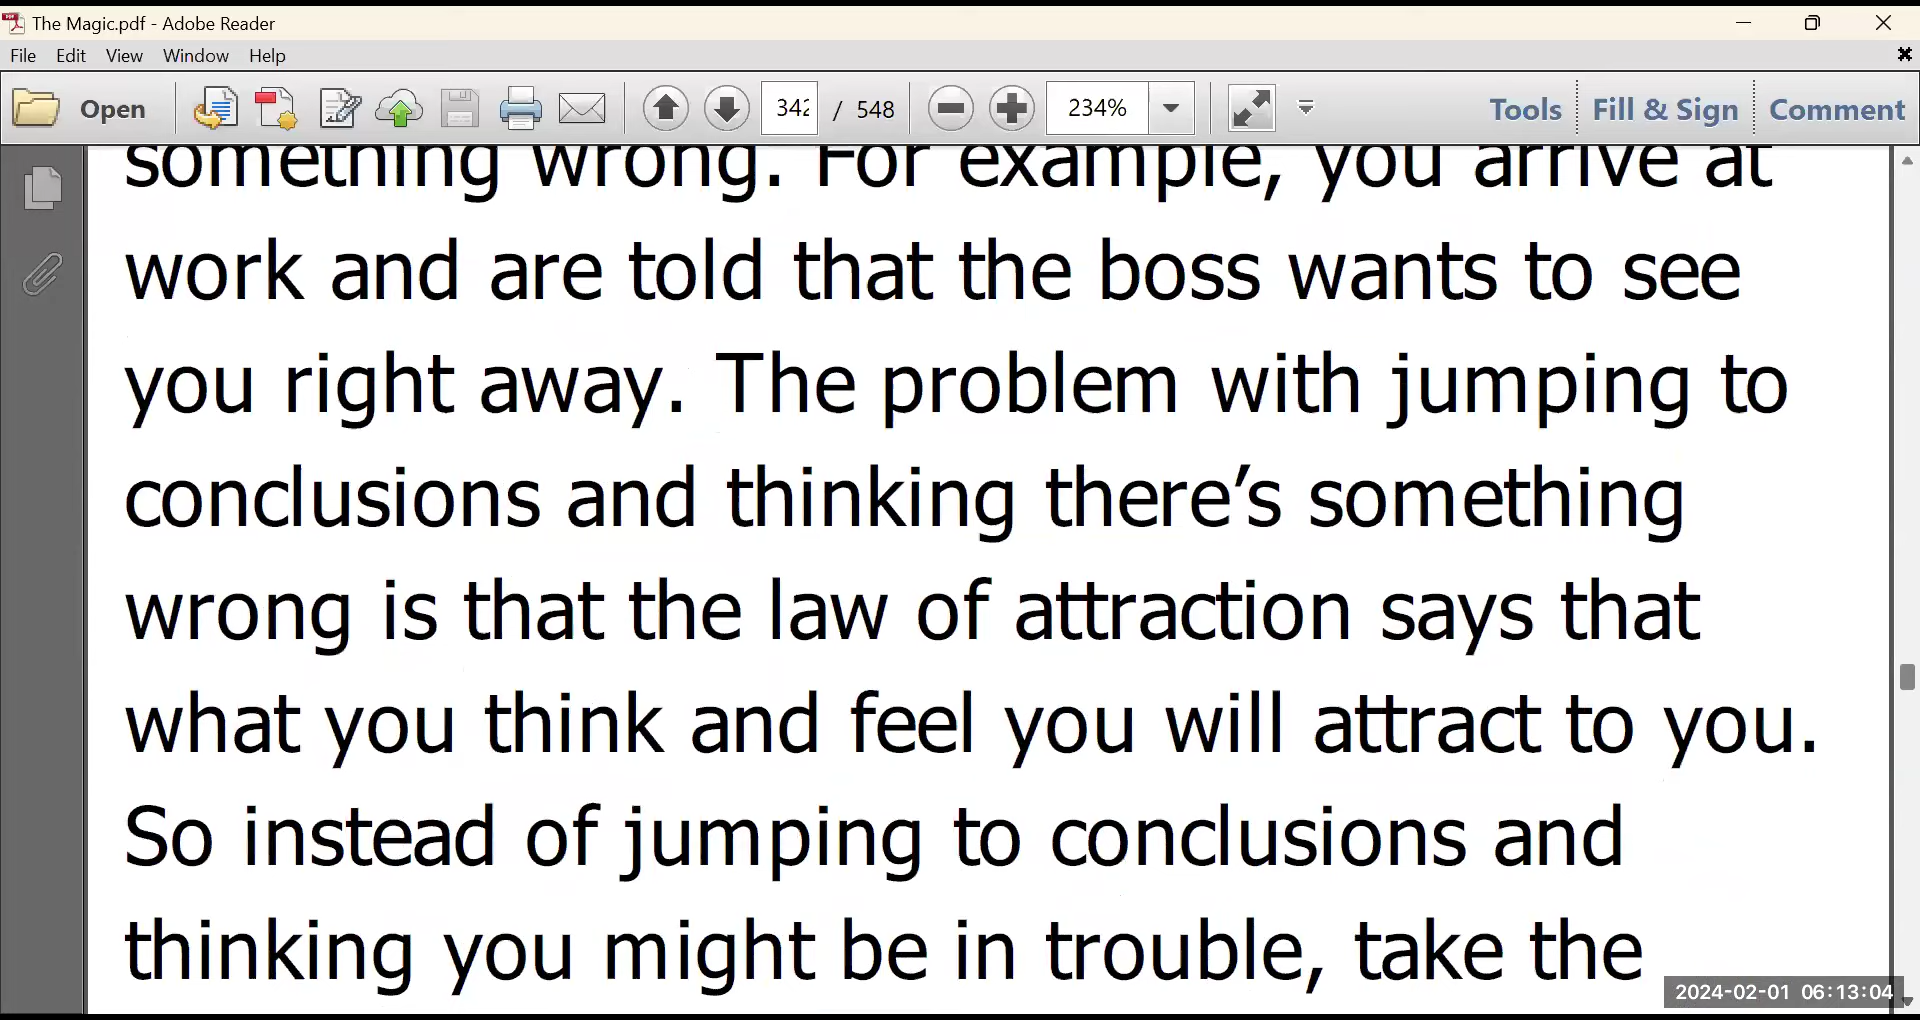 The Magic.pdf - Adobe Reader
File Edit View Window Help
Open 342 / 548 234% Tools Fill & Sign Comment
something wrong. For example, you arrive at
work and are told that the boss wants to see
you right away. The problem with jumping to
conclusions and thinking there’s something
wrong is that the law of attraction says that
what you think and feel you will attract to you.
So instead of jumping to conclusions and
thinking you might be in trouble, take the
2024-02-01 06:13:04